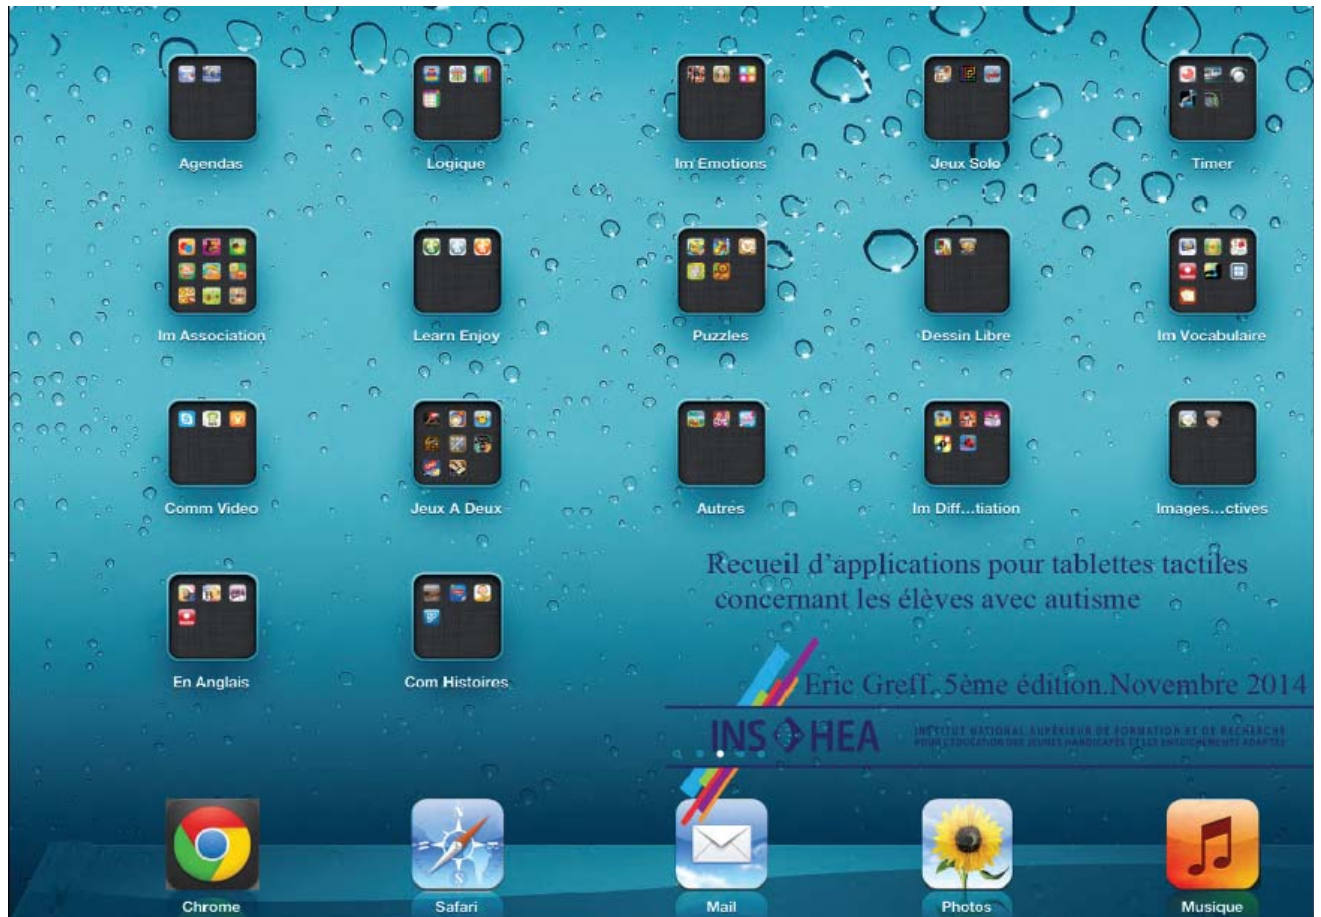 Agendas
Logique
Im Emotions
Jeux Solo
Timer
Im Association
Learn Enjoy
Puzzles
Dessin Libre
Im Vocabulaire
Comm Video
Jeux A Deux
Autres
Im Diff...tiation
Images...ctives
Recueil d'applications pour tablettes tactiles
concernant les élèves avec autisme
En Anglais
Com Histoires
Eric Greff. 5ème édition.Novembre 2014
INS HEA
INSTITUT NATIONAL SUPÉRIEUR DE FORMATION ET DE RECHERCHE
POUR L'ÉDUCATION DES JEUNES HANDICAPÉS ET LES ENSEIGNEMENTS ADAPTÉS
Chrome
Safari
Mail
Photos
Musique